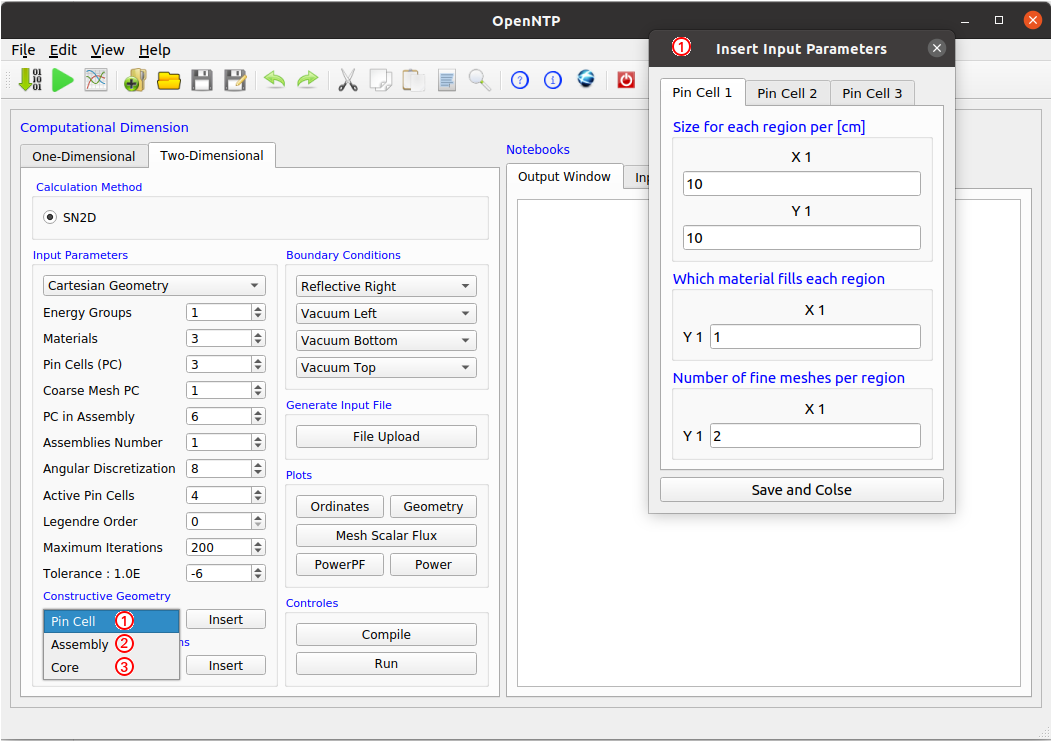 OpenNTP
File Edit View Help
Computational Dimension
One-Dimensional
Two-Dimensional
Calculation Method
SN2D
Input Parameters
Cartesian Geometry
Energy Groups 1
Materials 3
Pin Cells (PC) 3
Coarse Mesh PC 1
PC in Assembly 6
Assemblies Number 1
Angular Discretization 8
Active Pin Cells 4
Legendre Order 0
Maximum Iterations 200
Tolerance : 1.0E -6
Constructive Geometry
Pin Cell 1
Assembly 2
Core 3
Insert
ns
Insert
Boundary Conditions
Reflective Right
Vacuum Left
Vacuum Bottom
Vacuum Top
Generate Input File
File Upload
Plots
Ordinates
Geometry
Mesh Scalar Flux
PowerPF
Power
Controles
Compile
Run
Notebooks
Output Window
Inp
1 Insert Input Parameters
Pin Cell 1
Pin Cell 2
Pin Cell 3
Size for each region per [cm]
X 1
10
Y 1
10
Which material fills each region
X 1
Y 1 1
Number of fine meshes per region
X 1
Y 1 2
Save and Colse